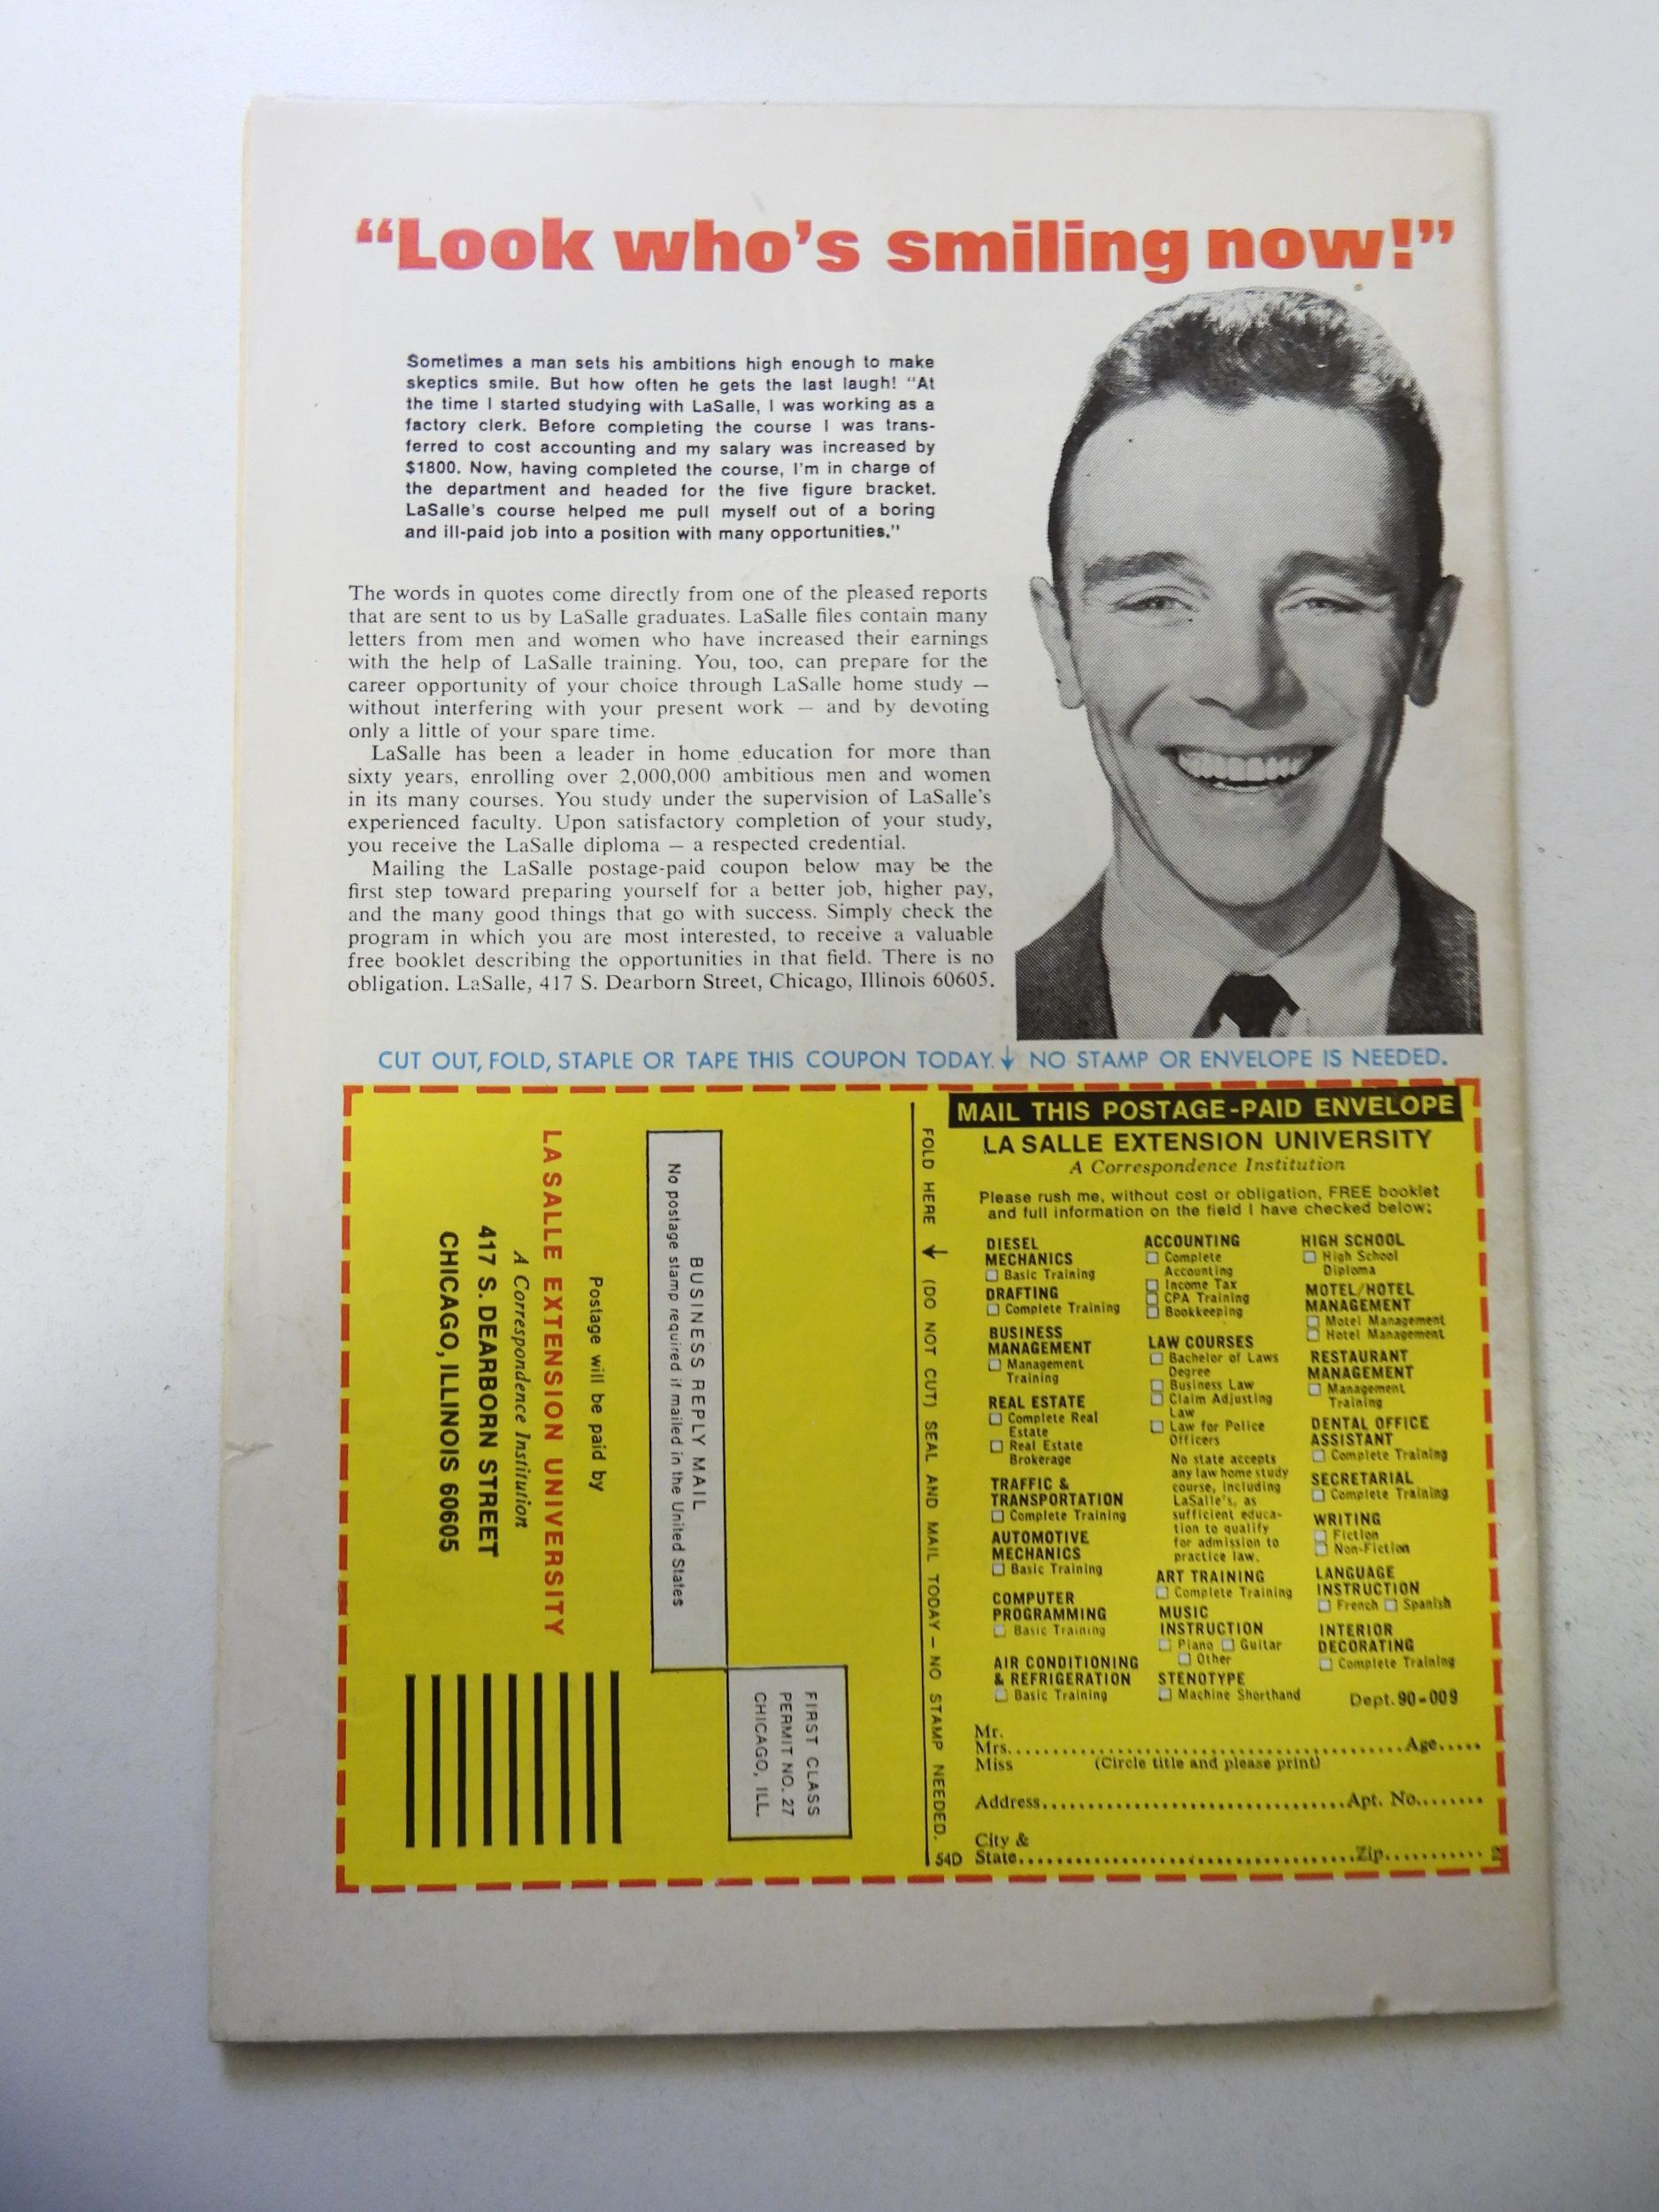 “Look who’s smiling now!”
Sometimes a man sets his ambitions high enough to make
skeptics smile. But how often he gets the last laugh! “At
the time I started studying with LaSalle, I was working as a
factory clerk. Before completing the course I was trans-
ferred to cost accounting and my salary was increased by
$1800. Now, having completed the course, I’m in charge of
the department and headed for the five figure bracket.
LaSalle’s course helped me pull myself out of a boring
and ill-paid job into a position with many opportunities.”
The words in quotes come directly from one of the pleased reports
that are sent to us by LaSalle graduates. LaSalle files contain many
letters from men and women who have increased their earnings
with the help of LaSalle training. You, too, can prepare for the
career opportunity of your choice through LaSalle home study —
without interfering with your present work — and by devoting
only a little of your spare time.
LaSalle has been a leader in home education for more than
sixty years, enrolling over 2,000,000 ambitious men and women
in its many courses. You study under the supervision of LaSalle’s
experienced faculty. Upon satisfactory completion of your study,
you receive the LaSalle diploma — a respected credential.
Mailing the LaSalle postage-paid coupon below may be the
first step toward preparing yourself for a better job, higher pay,
and the many good things that go with success. Simply check the
program in which you are most interested, to receive a valuable
free booklet describing the opportunities in that field. There is no
obligation. LaSalle, 417 S. Dearborn Street, Chicago, Illinois 60605.
CUT OUT, FOLD, STAPLE OR TAPE THIS COUPON TODAY. ↓ NO STAMP OR ENVELOPE IS NEEDED.
FIRST CLASS
PERMIT NO. 27
CHICAGO, ILL.
BUSINESS REPLY MAIL
No postage stamp required if mailed in the United States
Postage will be paid by
LA SALLE EXTENSION UNIVERSITY
A Correspondence Institution
417 S. DEARBORN STREET
CHICAGO, ILLINOIS 60605
FOLD HERE ↓ (DO NOT CUT) SEAL AND MAIL TODAY – NO STAMP NEEDED.
MAIL THIS POSTAGE-PAID ENVELOPE
LA SALLE EXTENSION UNIVERSITY
A Correspondence Institution
Please rush me, without cost or obligation, FREE booklet
and full information on the field I have checked below:
DIESEL
MECHANICS
Basic Training
DRAFTING
Complete Training
BUSINESS
MANAGEMENT
Management
Training
REAL ESTATE
Complete Real
Estate
Real Estate
Brokerage
TRAFFIC &
TRANSPORTATION
Complete Training
AUTOMOTIVE
MECHANICS
Basic Training
COMPUTER
PROGRAMMING
Basic Training
AIR CONDITIONING
& REFRIGERATION
Basic Training
ACCOUNTING
Complete
Accounting
Income Tax
CPA Training
Bookkeeping
LAW COURSES
Bachelor of Laws
Degree
Business Law
Claim Adjusting
Law
Law for Police
Officers
No state accepts
any law home study
course, including
LaSalle’s, as
sufficient educa-
tion to qualify
for admission to
practice law.
ART TRAINING
Complete Training
MUSIC
INSTRUCTION
Piano Guitar
Other
STENOTYPE
Machine Shorthand
HIGH SCHOOL
High School
Diploma
MOTEL/HOTEL
MANAGEMENT
Motel Management
Hotel Management
RESTAURANT
MANAGEMENT
Management
Training
DENTAL OFFICE
ASSISTANT
Complete Training
SECRETARIAL
Complete Training
WRITING
Fiction
Non-Fiction
LANGUAGE
INSTRUCTION
French Spanish
INTERIOR
DECORATING
Complete Training
Dept. 90-009
Mr.
Mrs. Age
Miss (Circle title and please print)
Address Apt. No.
City &
State Zip
54D